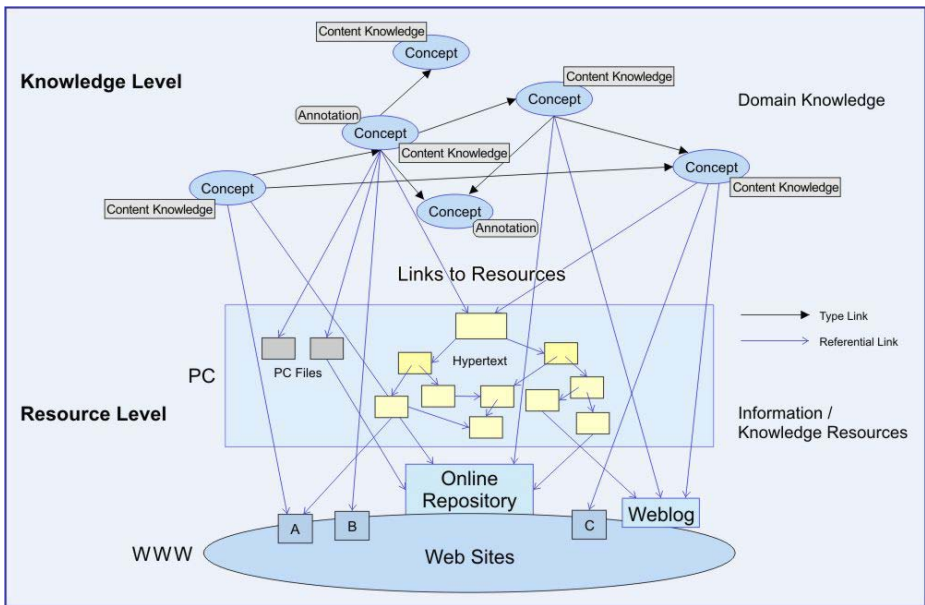 Content Knowledge
Concept
Knowledge Level
Content Knowledge
Concept
Domain Knowledge
Annotation
Concept
Content Knowledge
Concept
Content Knowledge
Concept
Content Knowledge
Concept
Annotation
Links to Resources
Type Link
Referential Link
PC
PC Files
Hypertext
Resource Level
Information /
Knowledge Resources
Online
Repository
A
B
C
Weblog
WWW
Web Sites